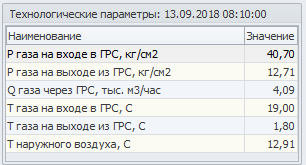 Технологические параметры: 13.09.2018 08:10:00
Наименование Значение
P газа на входе в ГРС, кг/см2 40,70
P газа на выходе из ГРС, кг/см2 12,71
Q газа через ГРС, тыс. м3/час 4,09
T газа на входе в ГРС, С 19,00
T газа на выходе из ГРС, С 1,80
T наружного воздуха, С 12,91